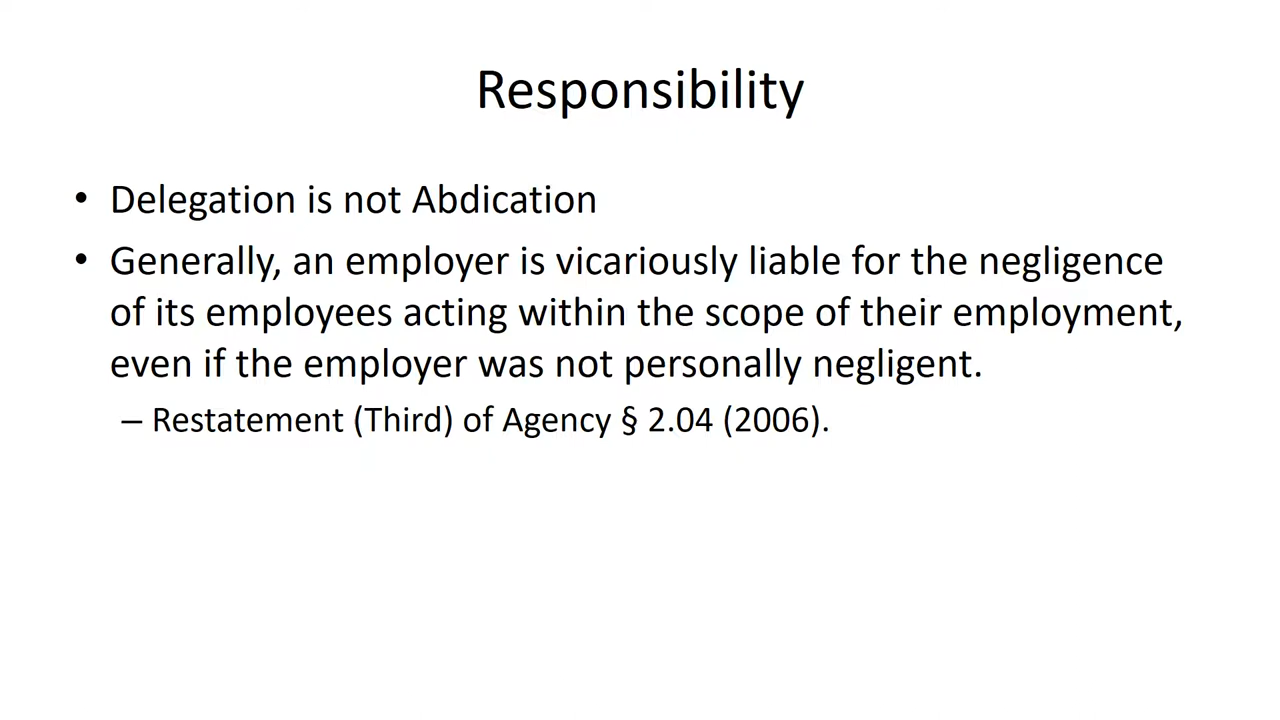 Responsibility
• Delegation is not Abdication
• Generally, an employer is vicariously liable for the negligence
of its employees acting within the scope of their employment,
even if the employer was not personally negligent.
– Restatement (Third) of Agency § 2.04 (2006).